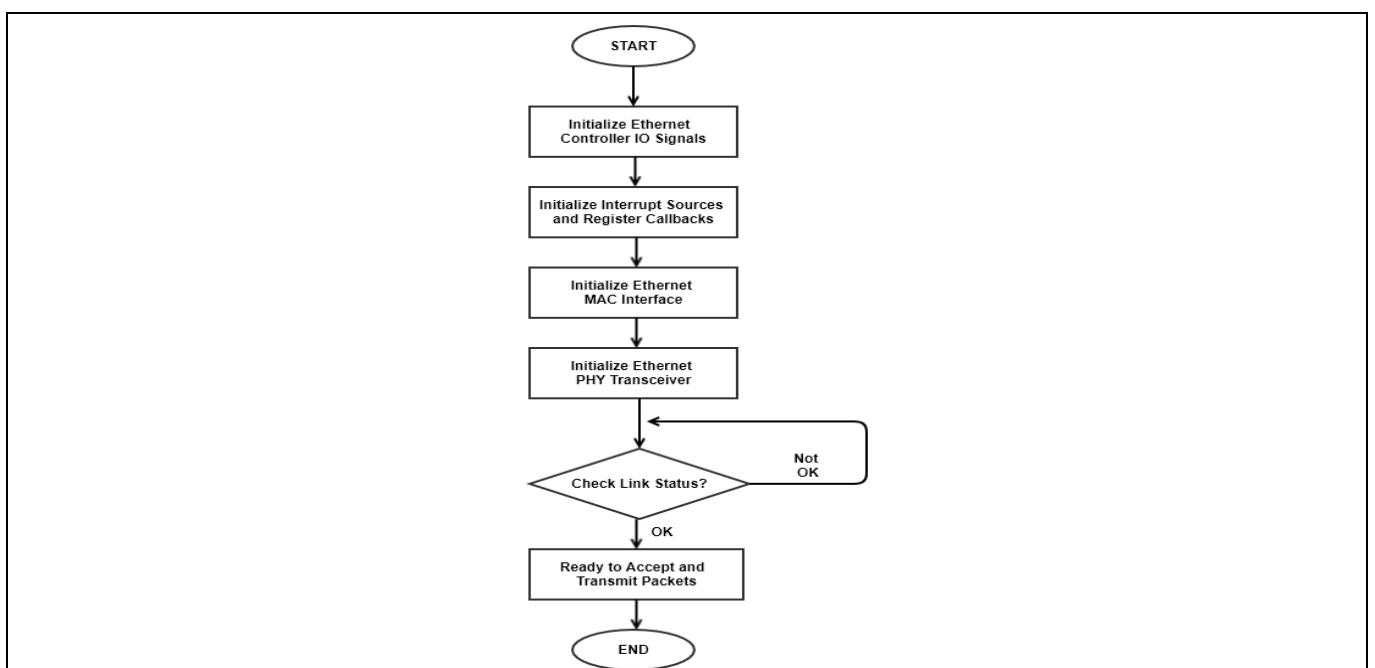 START
Initialize Ethernet
Controller IO Signals
Initialize Interrupt Sources
and Register Callbacks
Initialize Ethernet
MAC Interface
Initialize Ethernet
PHY Transceiver
Not
OK
Check Link Status?
OK
Ready to Accept and
Transmit Packets
END